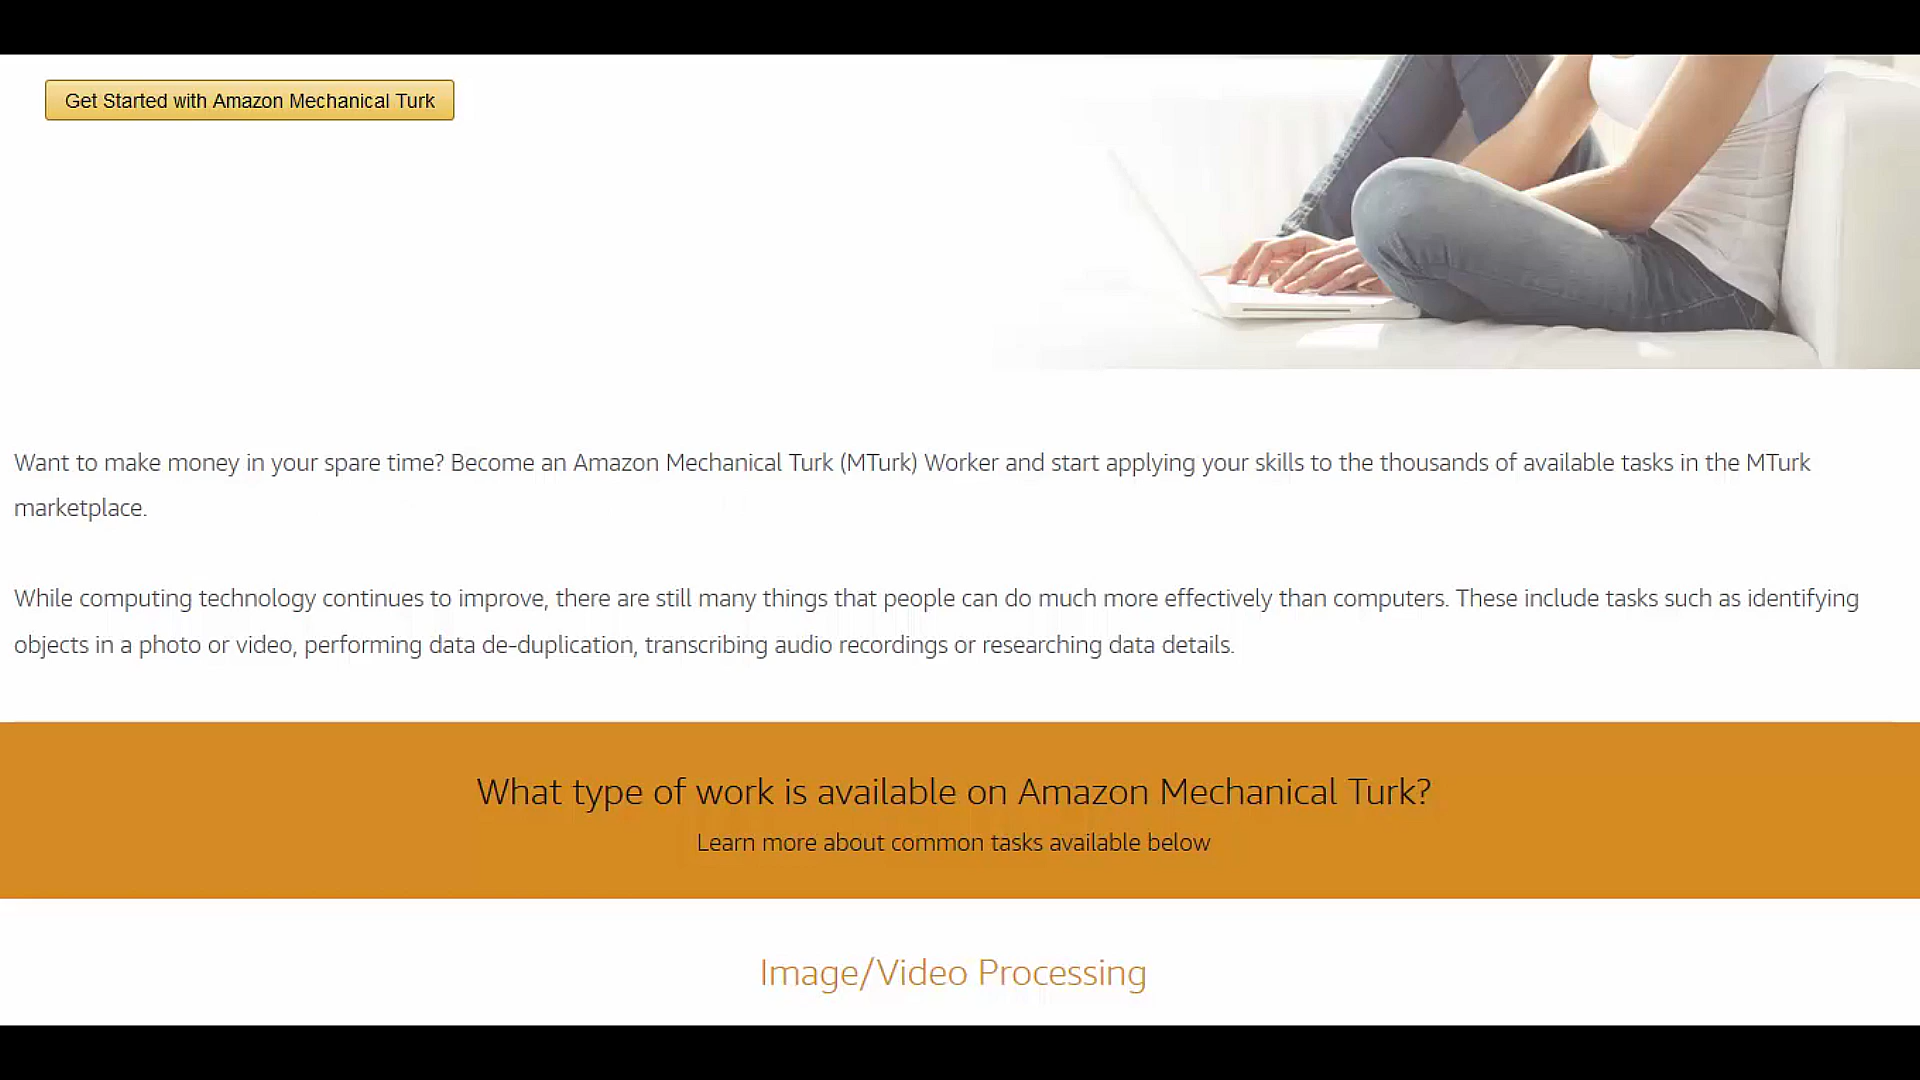 Get Started with Amazon Mechanical Turk
Want to make money in your spare time? Become an Amazon Mechanical Turk (MTurk) Worker and start applying your skills to the thousands of available tasks in the MTurk
marketplace.
While computing technology continues to improve, there are still many things that people can do much more effectively than computers. These include tasks such as identifying
objects in a photo or video, performing data de-duplication, transcribing audio recordings or researching data details.
What type of work is available on Amazon Mechanical Turk?
Learn more about common tasks available below
Image/Video Processing